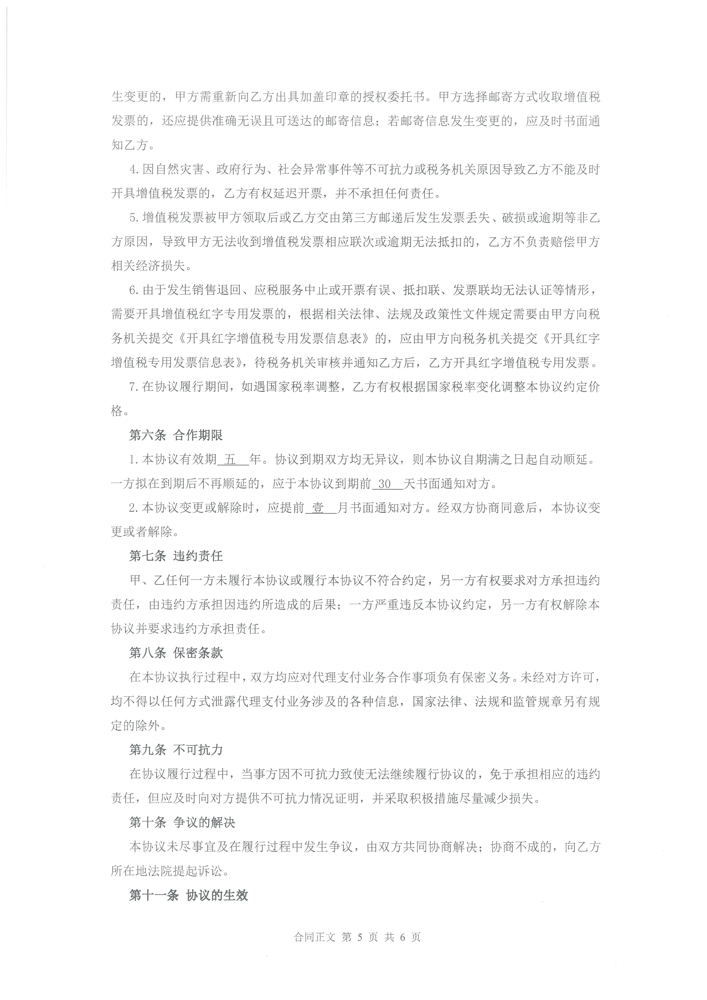 生变更的，甲方需重新向乙方出具加盖印章的授权委托书。甲方选择邮寄方式收取增值税
发票的，还应提供准确无误且可送达的邮寄信息；若邮寄信息发生变更的，应及时书面通
知乙方。
4.因自然灾害、政府行为、社会异常事件等不可抗力或税务机关原因导致乙方不能及时
开具增值税发票的，乙方有权延迟开票，并不承担任何责任。
5.增值税发票被甲方领取后或乙方交由第三方邮递后发生发票丢失、破损或逾期等非乙
方原因，导致甲方无法收到增值税发票相应联次或逾期无法抵扣的，乙方不负责赔偿甲方
相关经济损失。
6.由于发生销售退回、应税服务中止或开票有误、抵扣联、发票联均无法认证等情形，
需要开具增值税红字专用发票的，根据相关法律、法规及政策性文件规定需要由甲方向税
务机关提交《开具红字增值税专用发票信息表》的，应由甲方向税务机关提交《开具红字
增值税专用发票信息表》，待税务机关审核并通知乙方后，乙方开具红字增值税专用发票。
7.在协议履行期间，如遇国家税率调整，乙方有权根据国家税率变化调整本协议约定价
格。
第六条 合作期限
1.本协议有效期 五 年。协议到期双方均无异议，则本协议自期满之日起自动顺延。
一方拟在到期后不再顺延的，应于本协议到期前 30 天书面通知对方。
2.本协议变更或解除时，应提前 壹 月书面通知对方。经双方协商同意后，本协议变
更或者解除。
第七条 违约责任
甲、乙任何一方未履行本协议或履行本协议不符合约定，另一方有权要求对方承担违约
责任，由违约方承担因违约所造成的后果；一方严重违反本协议约定，另一方有权解除本
协议并要求违约方承担责任。
第八条 保密条款
在本协议执行过程中，双方均应对代理支付业务合作事项负有保密义务。未经对方许可，
均不得以任何方式泄露代理支付业务涉及的各种信息，国家法律、法规和监管规章另有规
定的除外。
第九条 不可抗力
在协议履行过程中，当事方因不可抗力致使无法继续履行协议的，免于承担相应的违约
责任，但应及时向对方提供不可抗力情况证明，并采取积极措施尽量减少损失。
第十条 争议的解决
本协议未尽事宜及在履行过程中发生争议，由双方共同协商解决；协商不成的，向乙方
所在地法院提起诉讼。
第十一条 协议的生效
合同正文 第 5 页 共 6 页